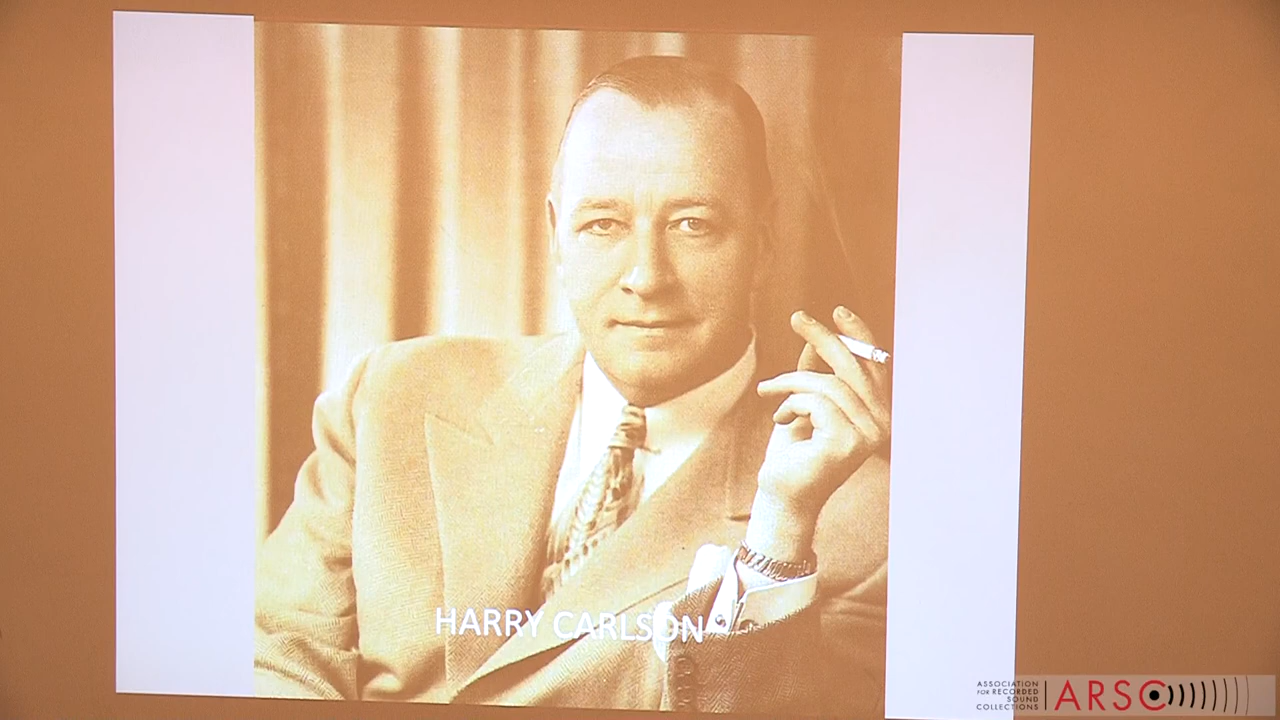 HARRY CARLSON
ASSOCIATION
FOR RECORDED
SOUND
COLLECTIONS
ARSC